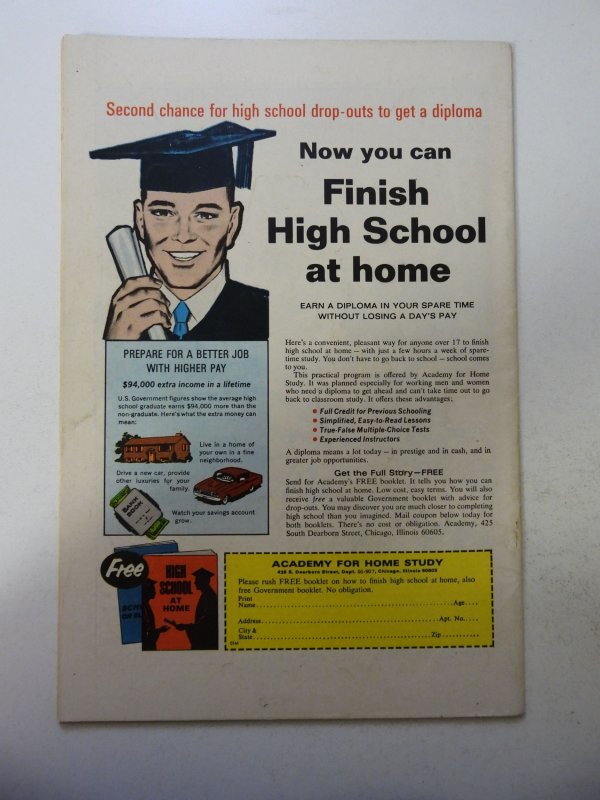 Second chance for high school drop-outs to get a diploma
Now you can
Finish
High School
at home
EARN A DIPLOMA IN YOUR SPARE TIME
WITHOUT LOSING A DAY'S PAY
Here's a convenient, pleasant way for anyone over 17 to finish
high school at home – with just a few hours a week of spare-
time study. You don't have to go back to school – school comes
to you.
This practical program is offered by Academy for Home
Study. It was planned especially for working men and women
who need a diploma to get ahead and can't take time out to go
back to classroom study. It offers these advantages:
• Full Credit for Previous Schooling
• Simplified, Easy-to-Read Lessons
• True-False Multiple-Choice Tests
• Experienced Instructors
A diploma means a lot today – in prestige and in cash, and in
greater job opportunities.
Get the Full Story—FREE
Send for Academy's FREE booklet. It tells you how you can
finish high school at home. Low cost, easy terms. You will also
receive free a valuable Government booklet with advice for
drop-outs. You may discover you are much closer to completing
high school than you imagined. Mail coupon below today for
both booklets. There's no cost or obligation. Academy, 425
South Dearborn Street, Chicago, Illinois 60605.
PREPARE FOR A BETTER JOB
WITH HIGHER PAY
$94,000 extra income in a lifetime
U.S. Government figures show the average high
school graduate earns $94,000 more than the
non-graduate. Here's what the extra money can
mean:
Live in a home of
your own in a fine
neighborhood.
Drive a new car, provide
other luxuries for your
family.
BANK
BOOK
Watch your savings account
grow.
Free
HIGH
SCHOOL
AT
HOME
ACADEMY FOR HOME STUDY
425 S. Dearborn Street, Dept. Chicago, Illinois 60605
Please rush FREE booklet on how to finish high school at home, also
free Government booklet. No obligation.
Print
Name Age
Address Apt. No.
City &
State Zip